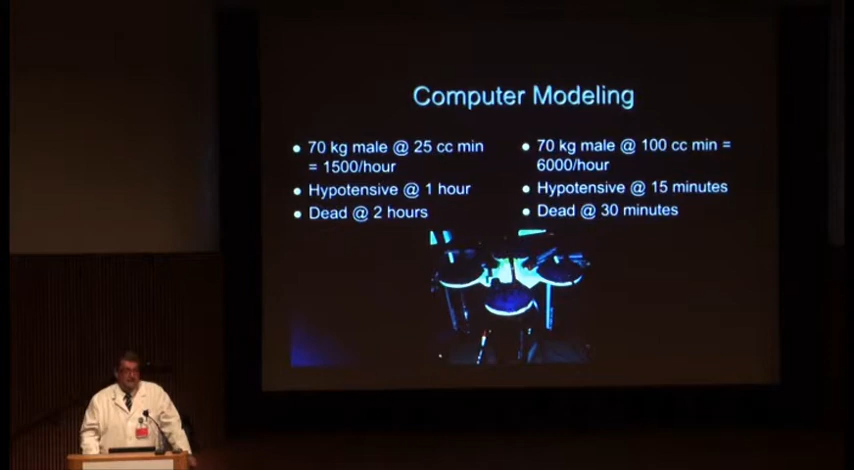 Computer Modeling
• 70 kg male @ 25 cc min
= 1500/hour
• Hypotensive @ 1 hour
• Dead @ 2 hours
• 70 kg male @ 100 cc min =
6000/hour
• Hypotensive @ 15 minutes
• Dead @ 30 minutes